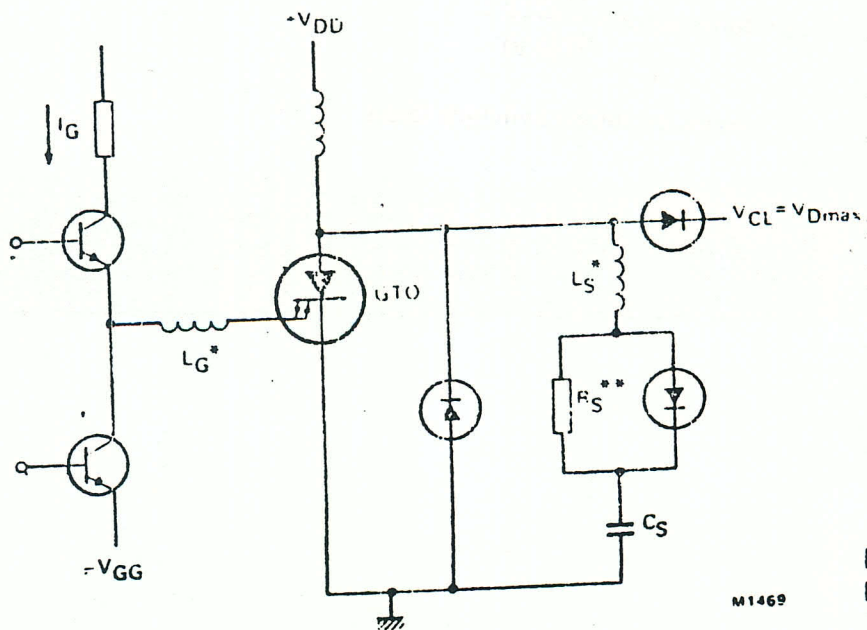 +VDD
IG
VCL = VDmax
LS*
GTO
LG*
RS**
CS
-VGG
M1469